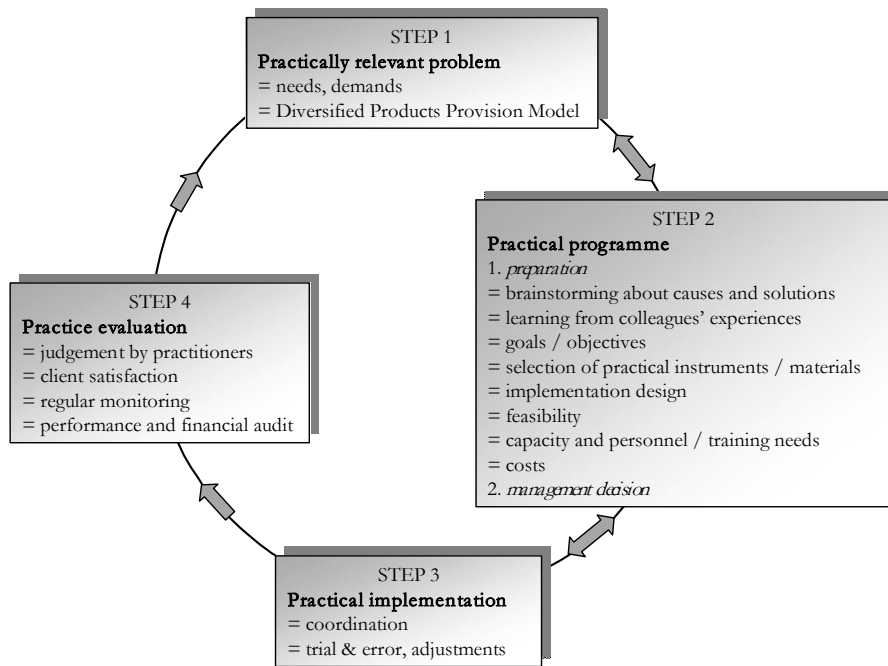 STEP 1
Practically relevant problem
= needs, demands
= Diversified Products Provision Model
STEP 2
Practical programme
1. preparation
= brainstorming about causes and solutions
= learning from colleagues’ experiences
= goals / objectives
= selection of practical instruments / materials
= implementation design
= feasibility
= capacity and personnel / training needs
= costs
2. management decision
STEP 3
Practical implementation
= coordination
= trial & error, adjustments
STEP 4
Practice evaluation
= judgement by practitioners
= client satisfaction
= regular monitoring
= performance and financial audit